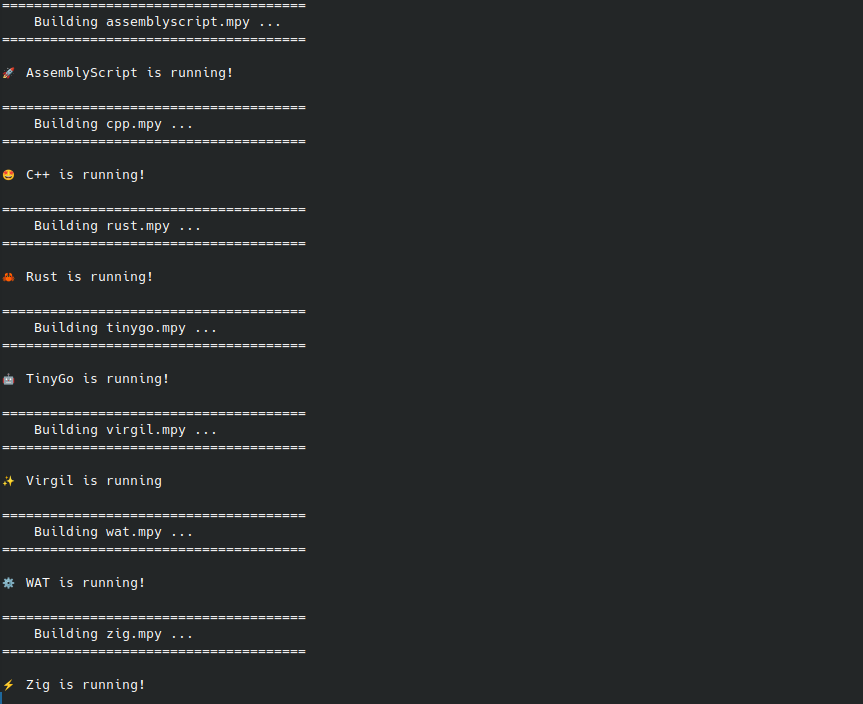 ======================================
    Building assemblyscript.mpy ...
======================================
🚀 AssemblyScript is running!
======================================
    Building cpp.mpy ...
======================================
🤩 C++ is running!
======================================
    Building rust.mpy ...
======================================
🦀 Rust is running!
======================================
    Building tinygo.mpy ...
======================================
🤖 TinyGo is running!
======================================
    Building virgil.mpy ...
======================================
✨ Virgil is running
======================================
    Building wat.mpy ...
======================================
⚙️ WAT is running!
======================================
    Building zig.mpy ...
======================================
⚡ Zig is running!